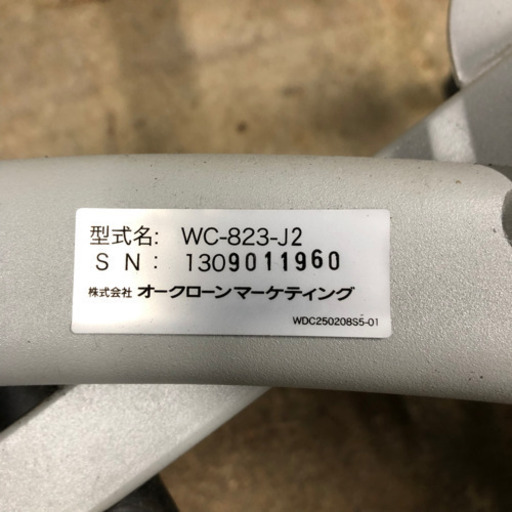 型式名: WC-823-J2
S N: 1309011960
株式会社 オークローンマーケティング
WDC250208S5-01